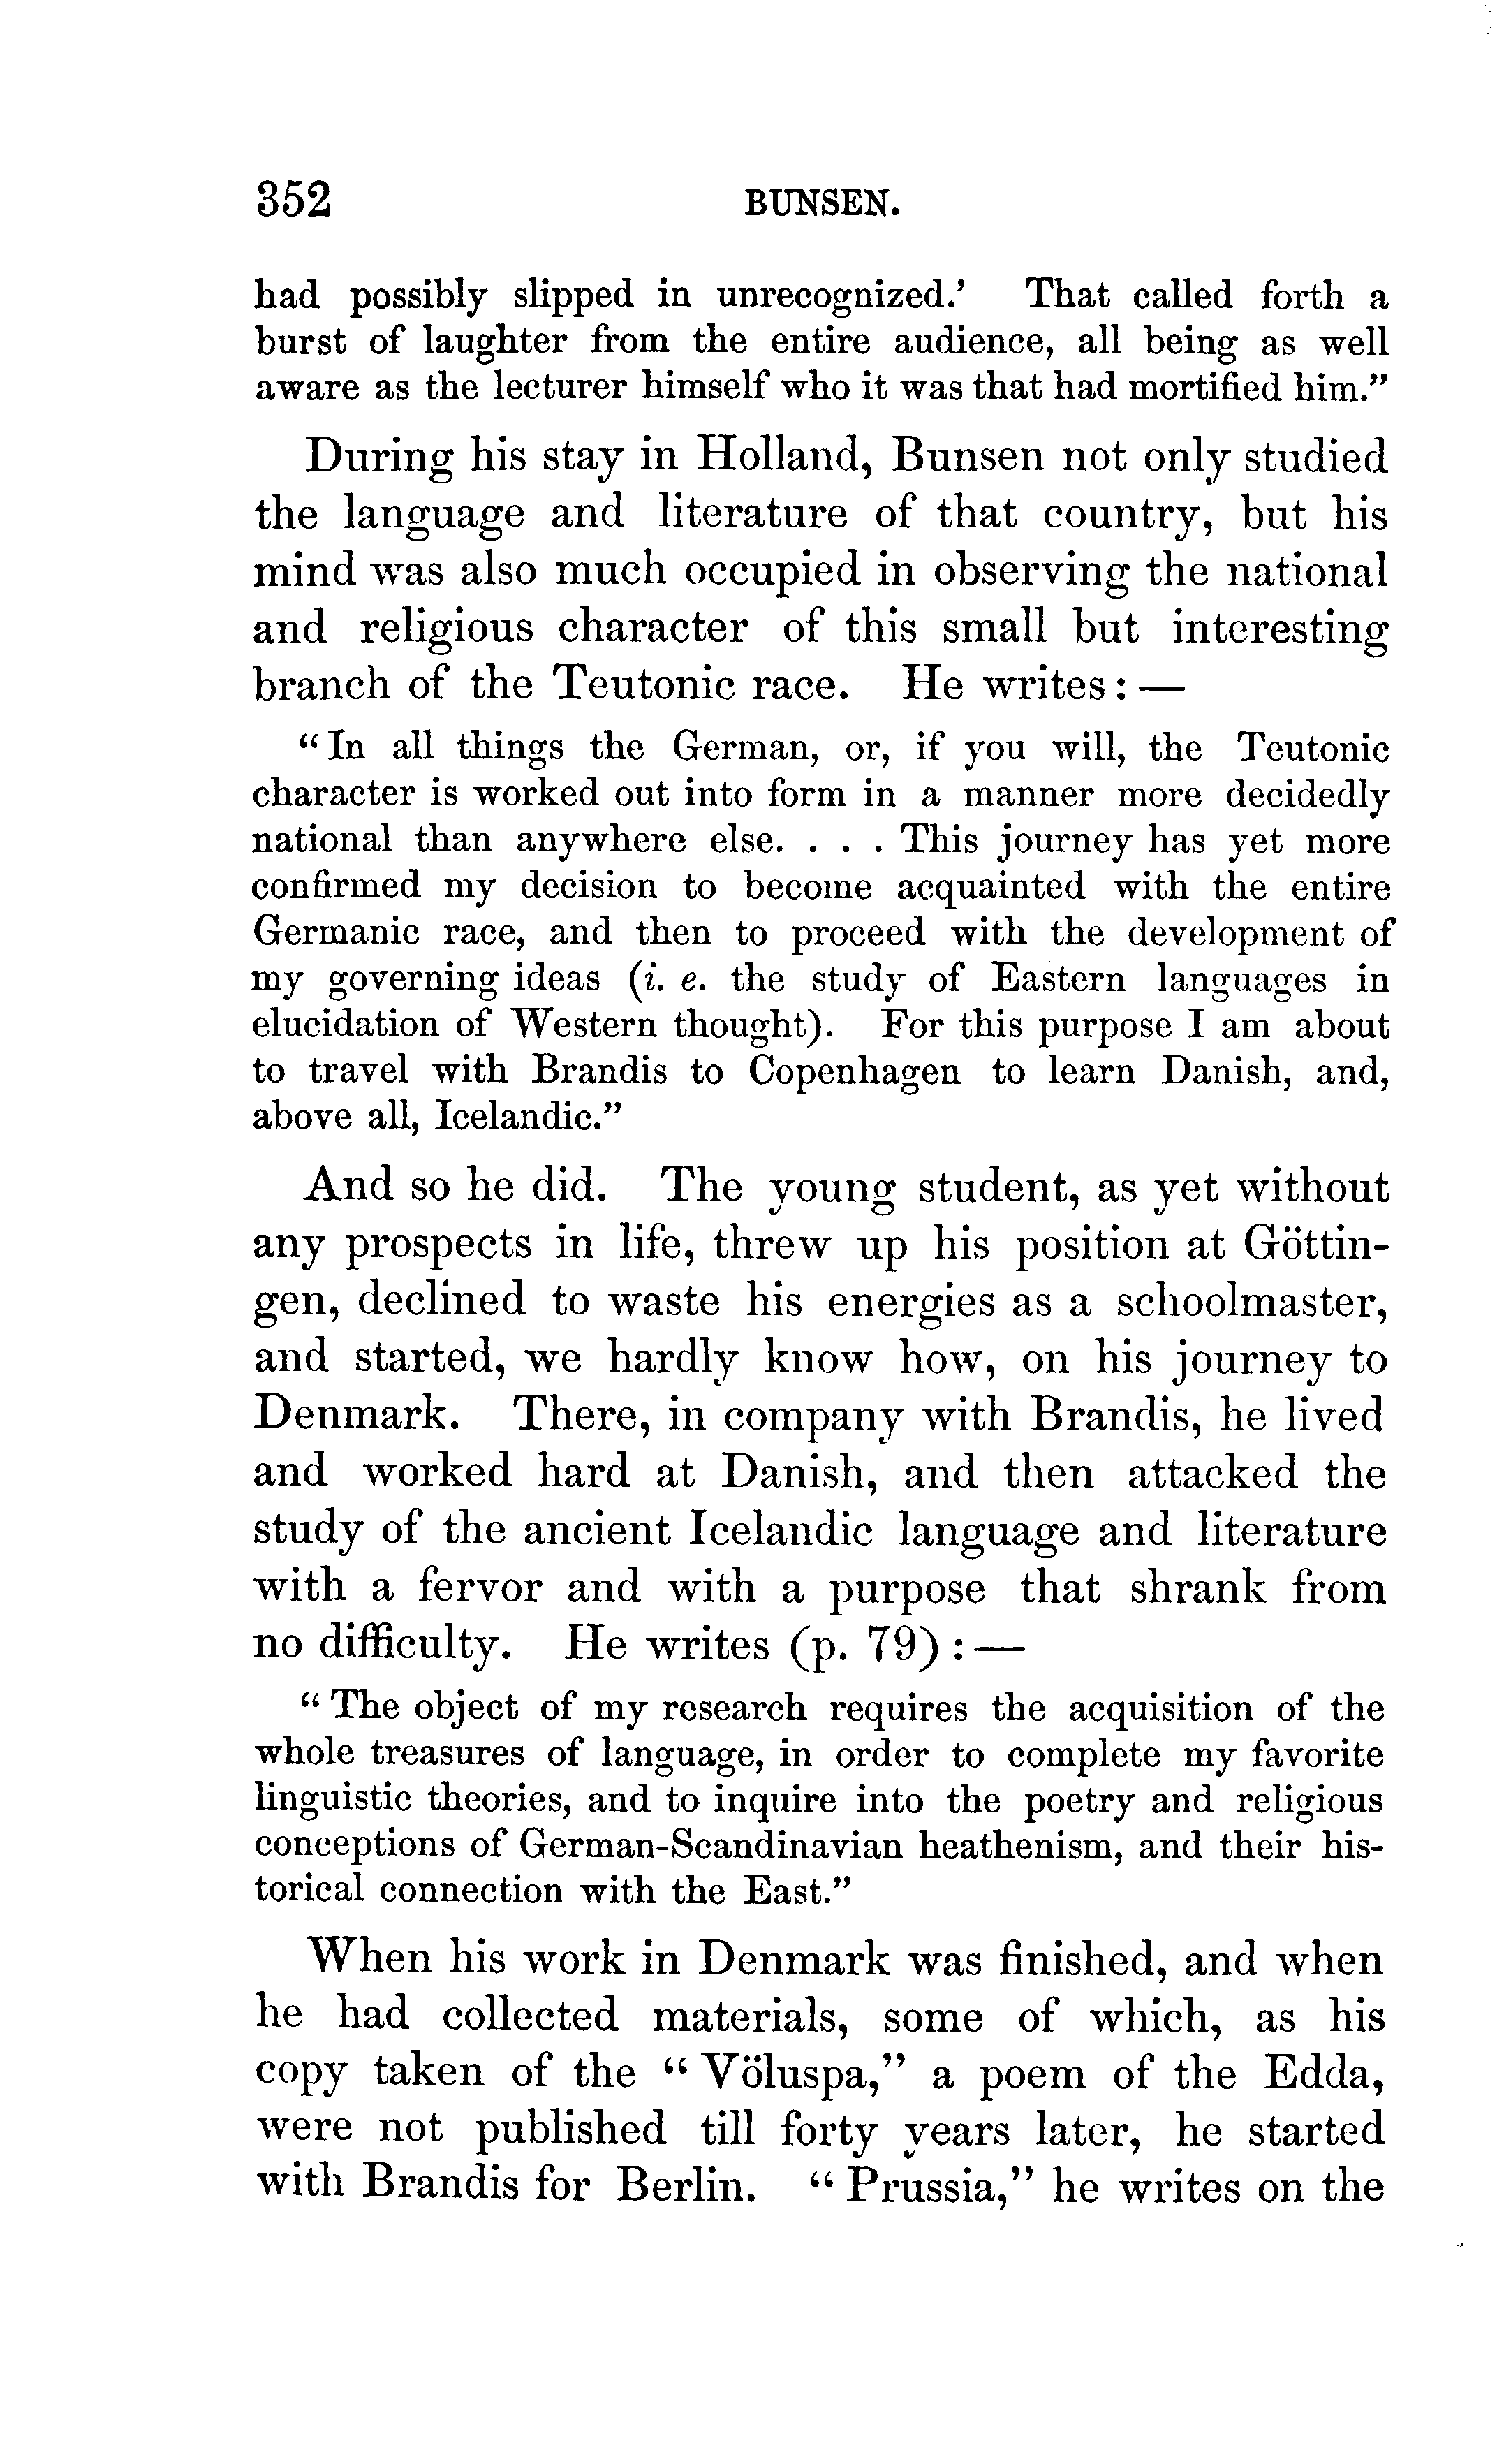 352 BUNSEN.
had possibly slipped in unrecognized.' That called forth a
burst of laughter from the entire audience, all being as well
aware as the lecturer himself who it was that had mortified him."
During his stay in Holland, Bunsen not only studied
the language and literature of that country, but his
mind was also much occupied in observing the national
and religious character of this small but interesting
branch of the Teutonic race. He writes: —
"In all things the German, or, if you will, the Teutonic
character is worked out into form in a manner more decidedly
national than anywhere else. . . . This journey has yet more
confirmed my decision to become acquainted with the entire
Germanic race, and then to proceed with the development of
my governing ideas (i. e. the study of Eastern languages in
elucidation of Western thought). For this purpose I am about
to travel with Brandis to Copenhagen to learn Danish, and,
above all, Icelandic."
And so he did. The young student, as yet without
any prospects in life, threw up his position at Göttin-
gen, declined to waste his energies as a schoolmaster,
and started, we hardly know how, on his journey to
Denmark. There, in company with Brandis, he lived
and worked hard at Danish, and then attacked the
study of the ancient Icelandic language and literature
with a fervor and with a purpose that shrank from
no difficulty. He writes (p. 79): —
"The object of my research requires the acquisition of the
whole treasures of language, in order to complete my favorite
linguistic theories, and to inquire into the poetry and religious
conceptions of German-Scandinavian heathenism, and their his-
torical connection with the East."
When his work in Denmark was finished, and when
he had collected materials, some of which, as his
copy taken of the "Völuspa," a poem of the Edda,
were not published till forty years later, he started
with Brandis for Berlin. "Prussia," he writes on the